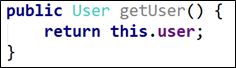 public User getUser() {
    return this.user;
}